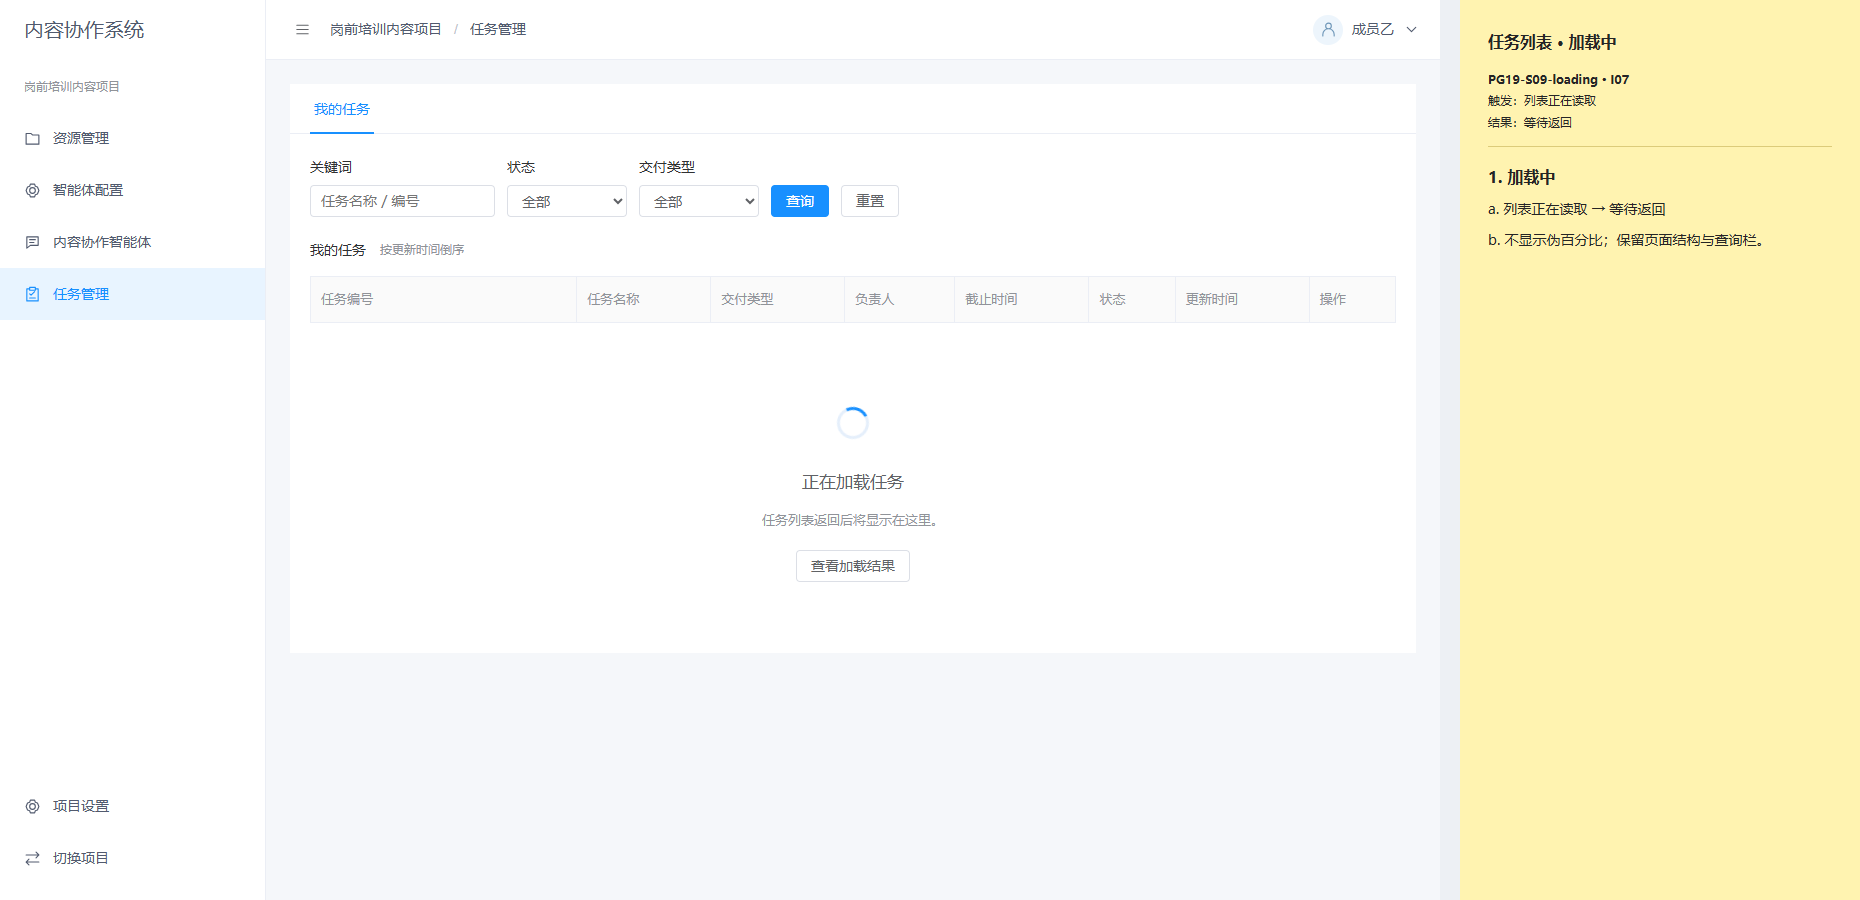 内容协作系统
岗前培训内容项目
资源管理
智能体配置
内容协作智能体
任务管理
项目设置
切换项目
岗前培训内容项目 / 任务管理
成员乙
我的任务
关键词 状态 交付类型
任务名称 / 编号 全部 全部 查询 重置
我的任务 按更新时间倒序
任务编号 任务名称 交付类型 负责人 截止时间 状态 更新时间 操作
正在加载任务
任务列表返回后将显示在这里。
查看加载结果
任务列表 • 加载中
PG19-S09-loading • I07
触发：列表正在读取
结果：等待返回
1. 加载中
a. 列表正在读取 → 等待返回
b. 不显示伪百分比；保留页面结构与查询栏。